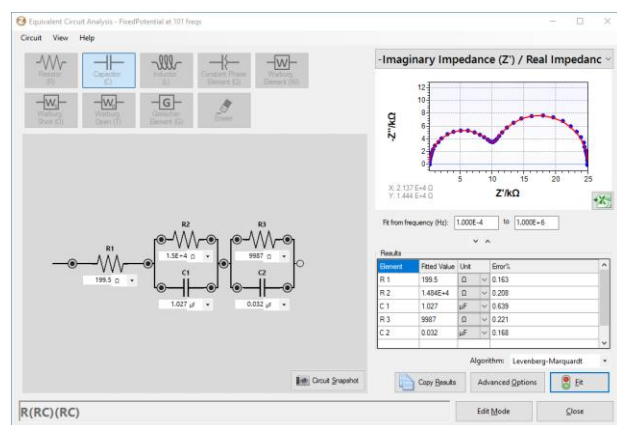 Equivalent Circuit Analysis - FixedPotential at 101 freqs
Circuit View Help
Resistor (R)
Capacitor (C)
Inductor (L)
Constant Phase Element (Q)
Warburg Element (W)
Warburg Short (O)
Warburg Open (T)
Gerischer Element (G)
Eraser
W
W
W
G
R1
199.5 Ω
R2
1.5E+4 Ω
C1
1.027 µF
R3
9987 Ω
C2
0.032 µF
Circuit Snapshot
R(RC)(RC)
-Imaginary Impedance (Z') / Real Impedanc
-Z''/kΩ
12
10
8
6
4
2
0
5 10 15 20 25
X: 2.137 E+4 Ω
Y: 1.444 E+4 Ω
Z'/kΩ
Fit from frequency (Hz): 1.000E-4 to 1.000E+6
Results
Element Fitted Value Unit Error%
R 1 199.5 Ω 0.163
R 2 1.484E+4 Ω 0.208
C 1 1.027 µF 0.639
R 3 9987 Ω 0.221
C 2 0.032 µF 0.168
Algorithm: Levenberg-Marquardt
Copy Results Advanced Options Fit
Edit Mode Close